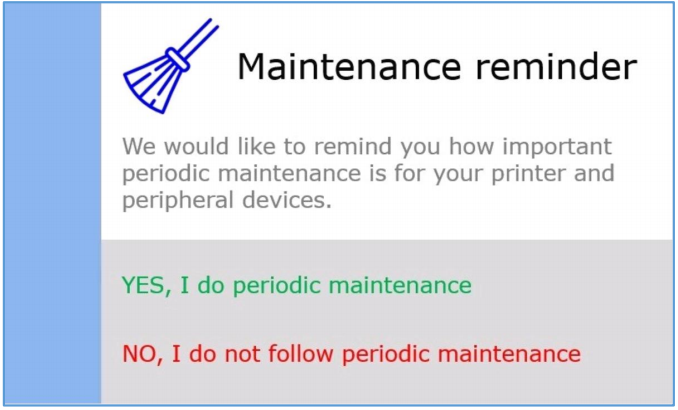 Maintenance reminder
We would like to remind you how important
periodic maintenance is for your printer and
peripheral devices.
YES, I do periodic maintenance
NO, I do not follow periodic maintenance